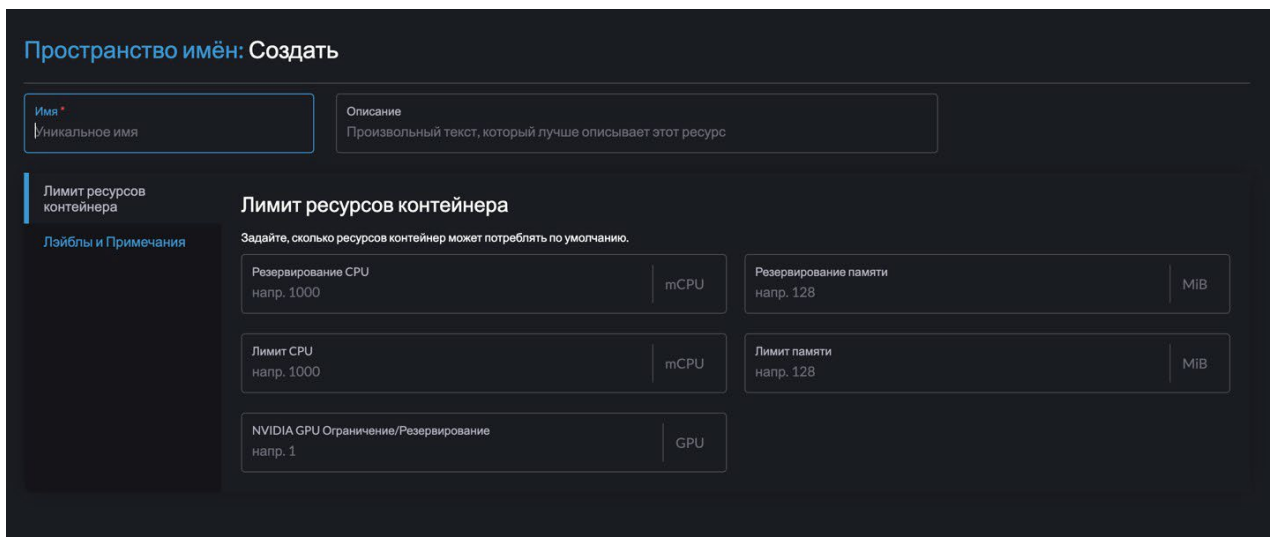 Пространство имён: Создать
Имя *
Уникальное имя
Описание
Произвольный текст, который лучше описывает этот ресурс
Лимит ресурсов
контейнера
Лэйблы и Примечания
Лимит ресурсов контейнера
Задайте, сколько ресурсов контейнер может потреблять по умолчанию.
Резервирование CPU
напр. 1000
mCPU
Резервирование памяти
напр. 128
MiB
Лимит CPU
напр. 1000
mCPU
Лимит памяти
напр. 128
MiB
NVIDIA GPU Ограничение/Резервирование
напр. 1
GPU